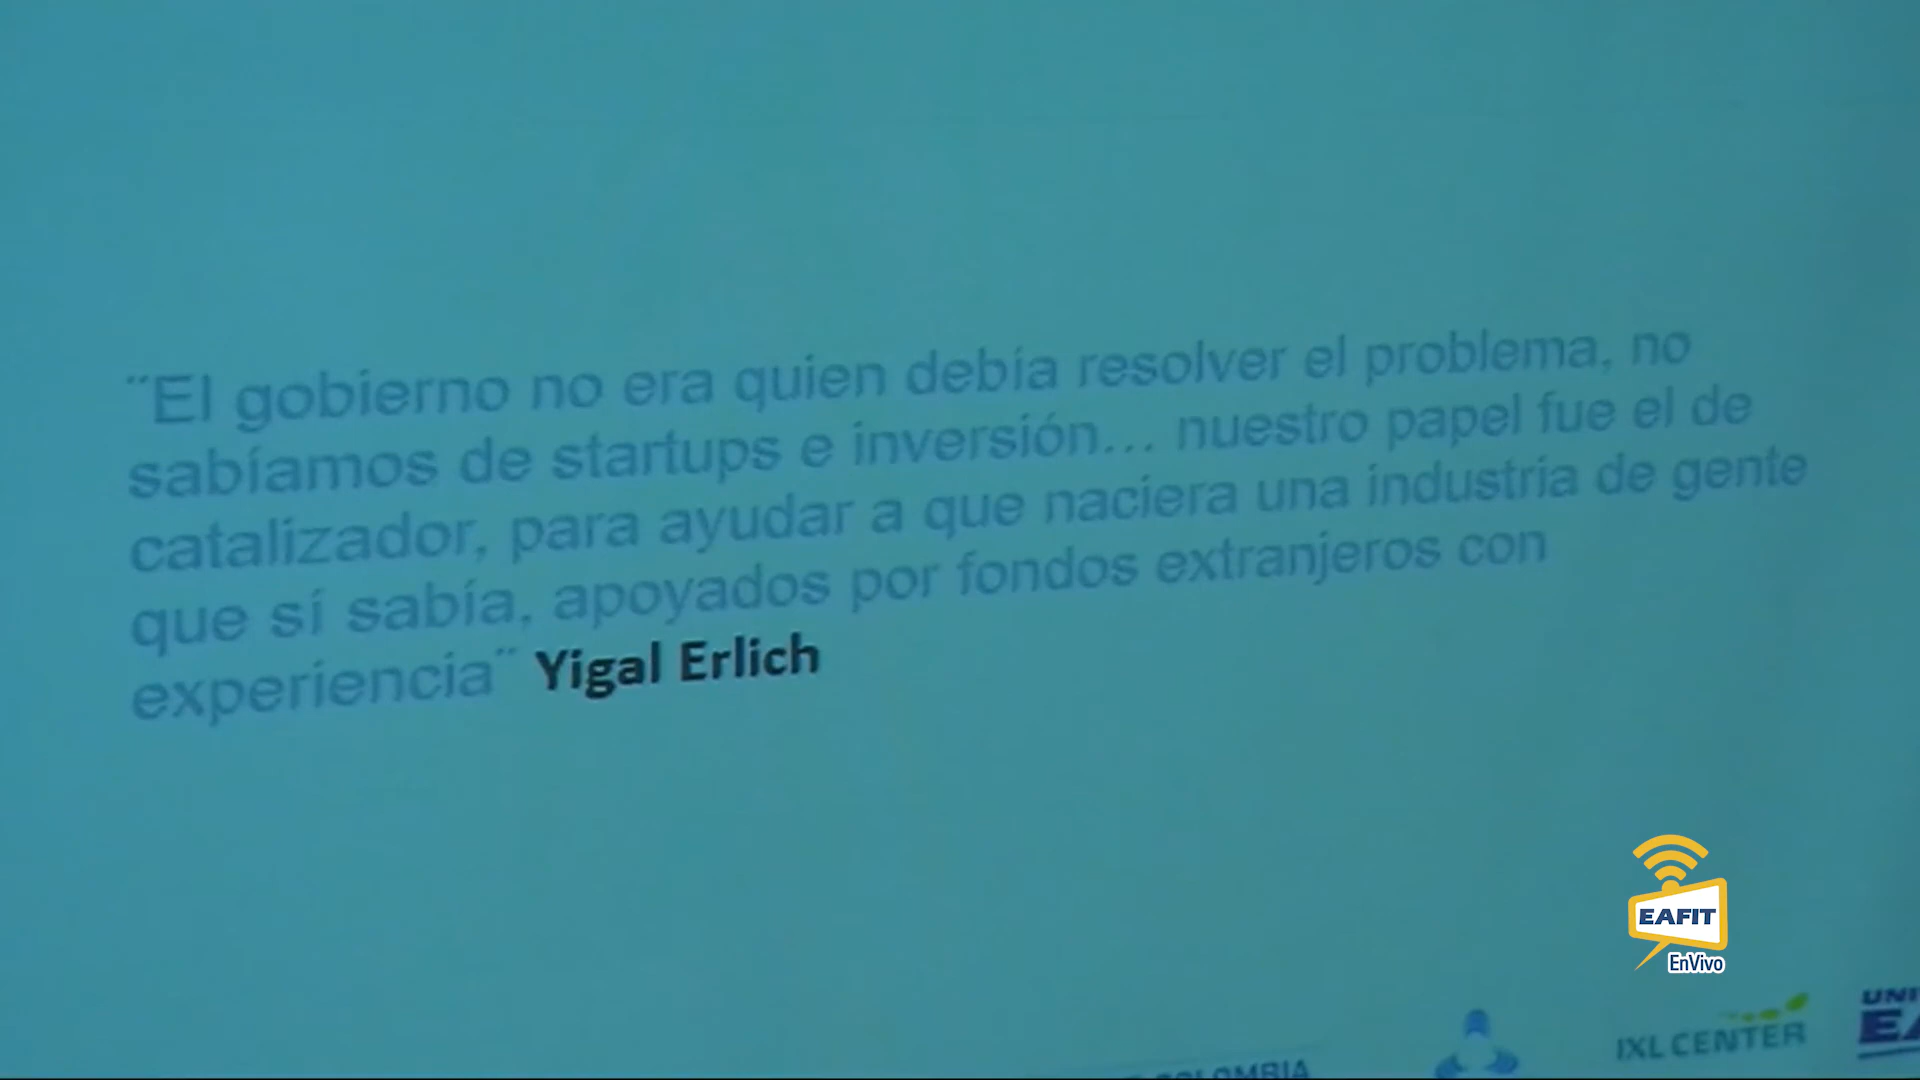 ¨El gobierno no era quien debía resolver el problema, no
sabíamos de startups e inversión... nuestro papel fue el de
catalizador, para ayudar a que naciera una industria de gente
que sí sabía, apoyados por fondos extranjeros con
experiencia¨ Yigal Erlich
EAFIT
EnVivo
COLOMBIA
IXL CENTER